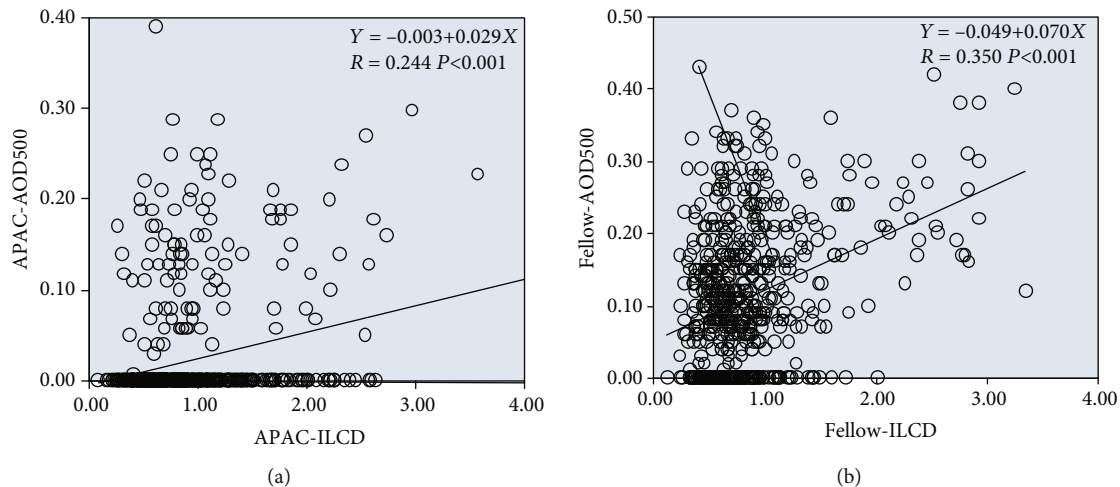 Y = –0.003+0.029X
R = 0.244 P<0.001
0.40
0.30
0.20
0.10
0.00
APAC-AOD500
0.00 1.00 2.00 3.00 4.00
APAC-ILCD
(a)
Y = –0.049+0.070X
R = 0.350 P<0.001
0.50
0.40
0.30
0.20
0.10
0.00
Fellow-AOD500
0.00 1.00 2.00 3.00 4.00
Fellow-ILCD
(b)